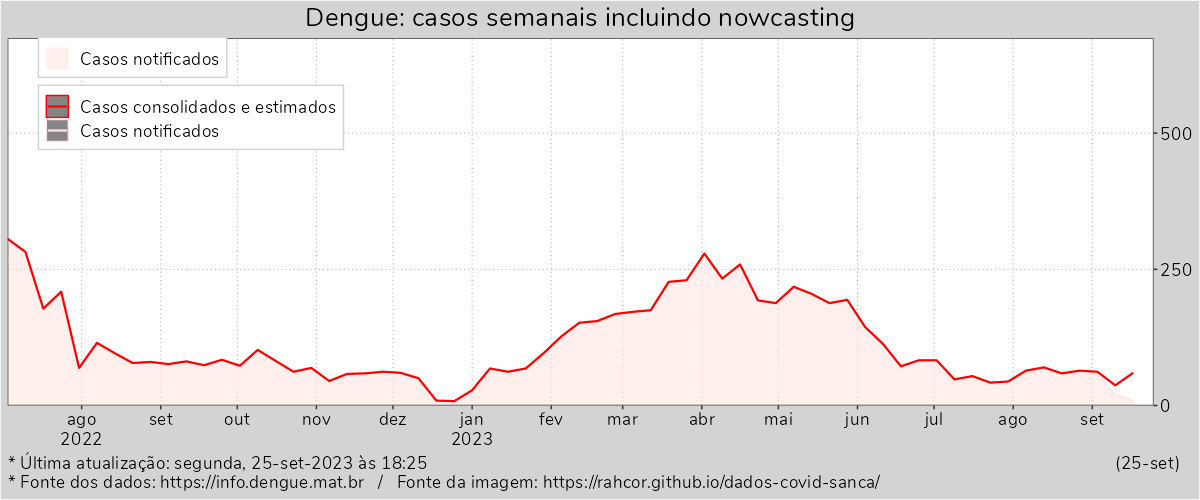 Dengue: casos semanais incluindo nowcasting
Casos notificados
Casos consolidados e estimados
Casos notificados
500
250
0
ago set out nov dez jan fev mar abr mai jun jul ago set
2022 2023
* Última atualização: segunda, 25-set-2023 às 18:25 (25-set)
* Fonte dos dados: https://info.dengue.mat.br / Fonte da imagem: https://rahcor.github.io/dados-covid-sanca/